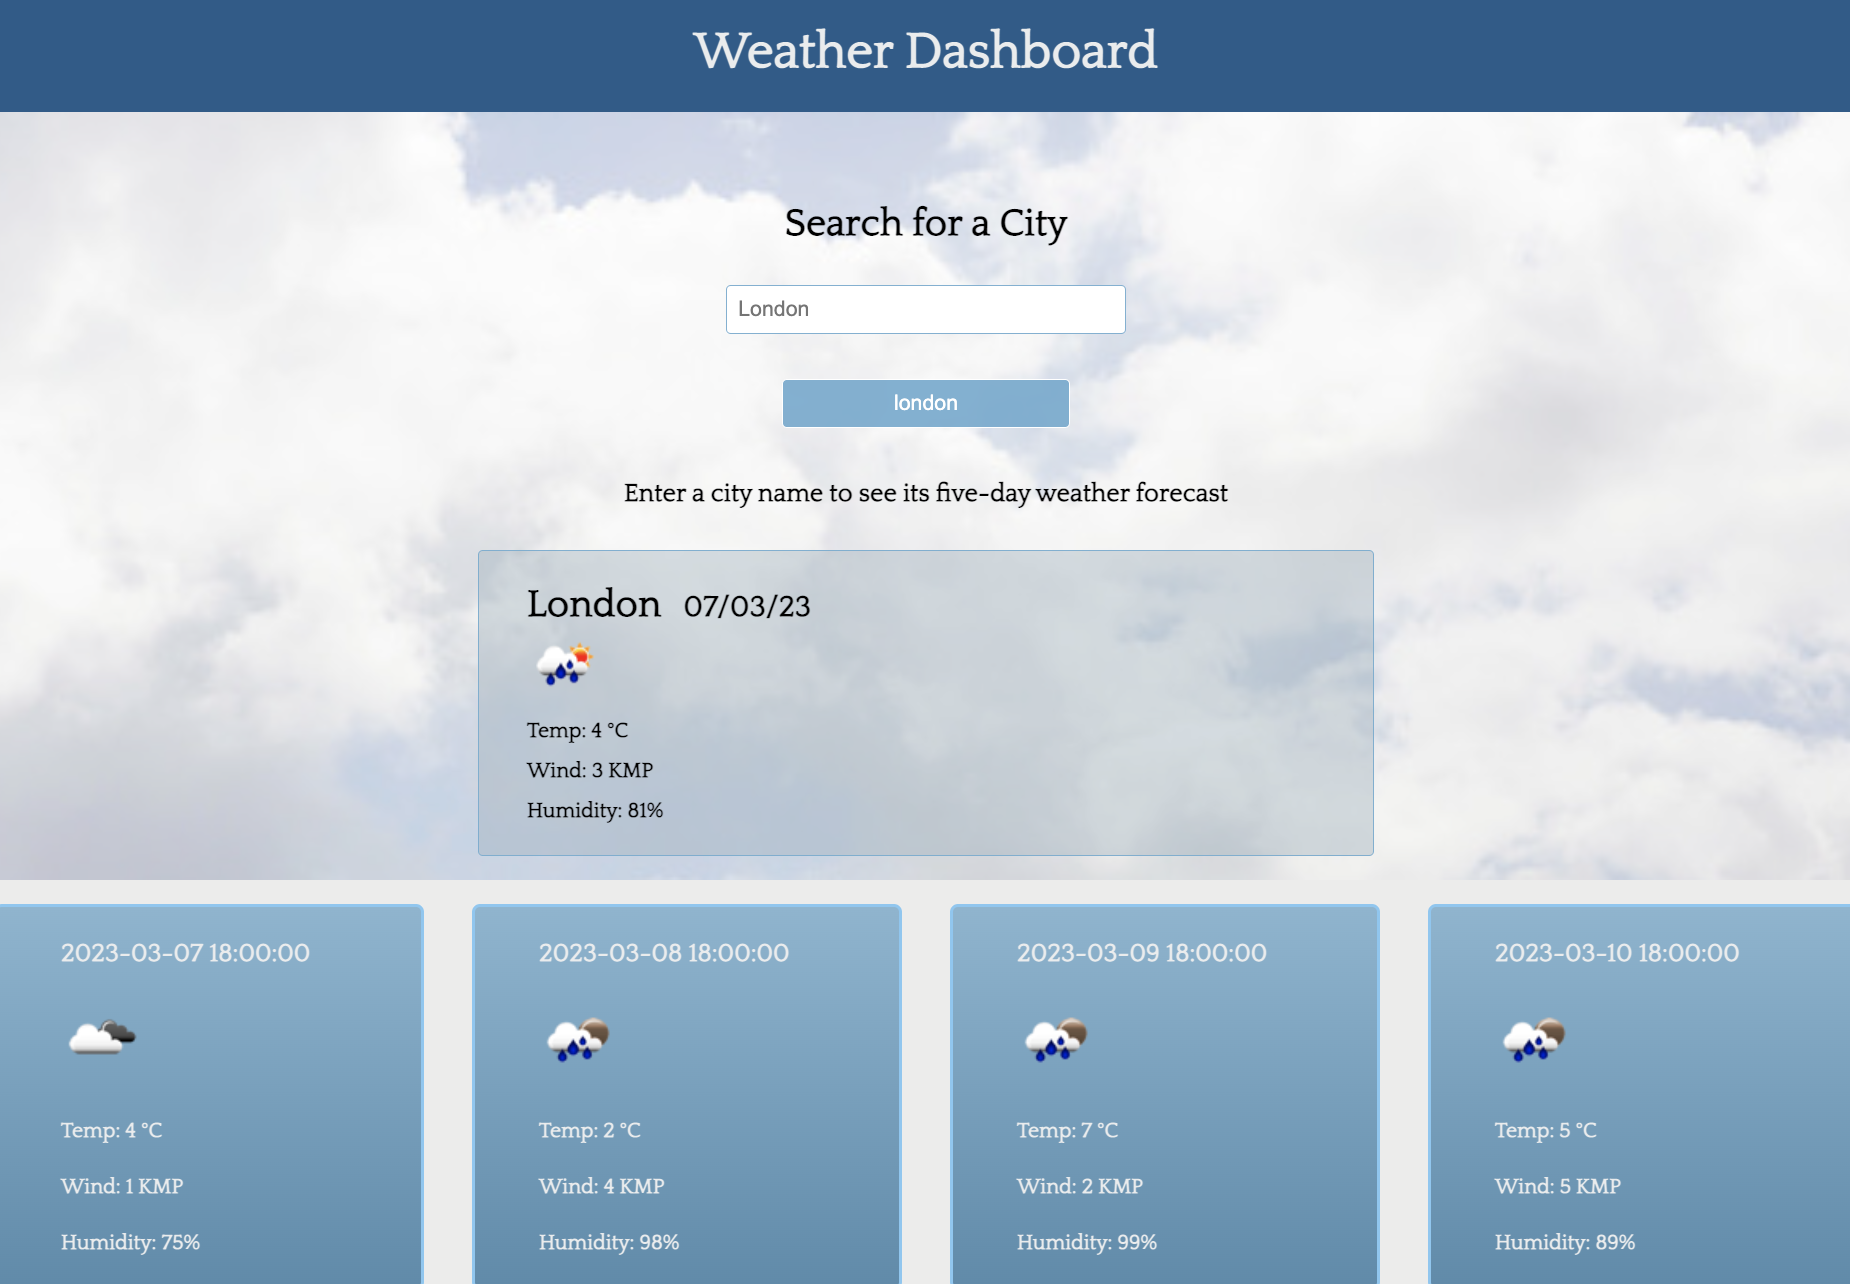 Weather Dashboard
Search for a City
London
london
Enter a city name to see its five-day weather forecast
London 07/03/23
Temp: 4 °C
Wind: 3 KMP
Humidity: 81%
2023-03-07 18:00:00
Temp: 4 °C
Wind: 1 KMP
Humidity: 75%
2023-03-08 18:00:00
Temp: 2 °C
Wind: 4 KMP
Humidity: 98%
2023-03-09 18:00:00
Temp: 7 °C
Wind: 2 KMP
Humidity: 99%
2023-03-10 18:00:00
Temp: 5 °C
Wind: 5 KMP
Humidity: 89%